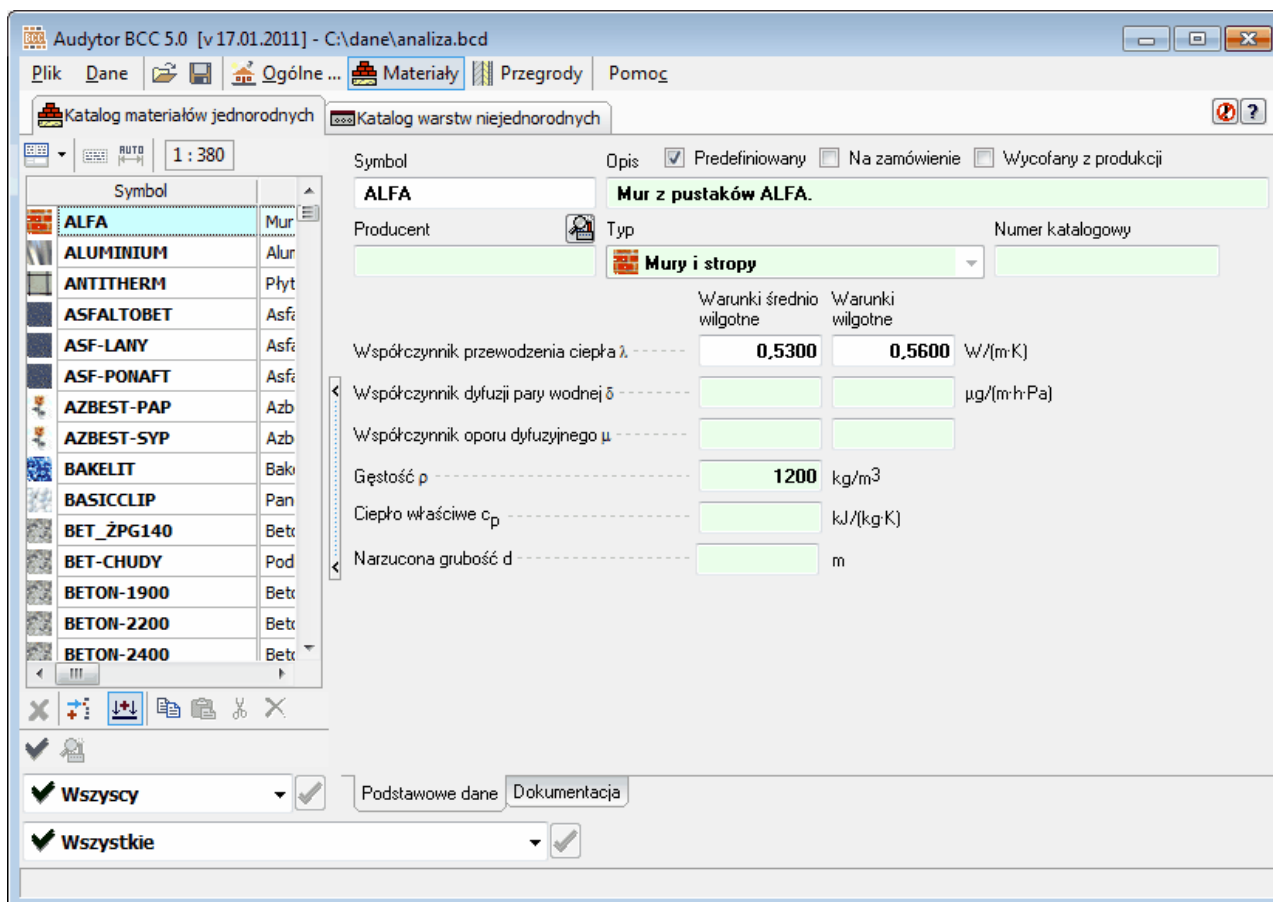 Audytor BCC 5.0 [v 17.01.2011] - C:\dane\analiza.bcd
Plik Dane Ogólne ... Materiały Przegrody Pomoc
Katalog materiałów jednorodnych Katalog warstw niejednorodnych
AUTO 1 : 380
Symbol
ALFA Mur
ALUMINIUM Alur
ANTITHERM Płyt
ASFALTOBET Asfa
ASF-LANY Asfa
ASF-PONAFT Asfa
AZBEST-PAP Azb
AZBEST-SYP Azb
BAKELIT Bak
BASICCLIP Pan
BET_ŻPG140 Beto
BET-CHUDY Pod
BETON-1900 Beto
BETON-2200 Beto
BETON-2400 Beto
Wszyscy
Wszystkie
Symbol Opis Predefiniowany Na zamówienie Wycofany z produkcji
ALFA Mur z pustaków ALFA.
Producent Typ Numer katalogowy
Mury i stropy
Warunki średnio Warunki
wilgotne wilgotne
Współczynnik przewodzenia ciepła λ 0,5300 0,5600 W/(m·K)
Współczynnik dyfuzji pary wodnej δ μg/(m·h·Pa)
Współczynnik oporu dyfuzyjnego μ
Gęstość ρ 1200 kg/m³
Ciepło właściwe cp kJ/(kg·K)
Narzucona grubość d m
Podstawowe dane Dokumentacja